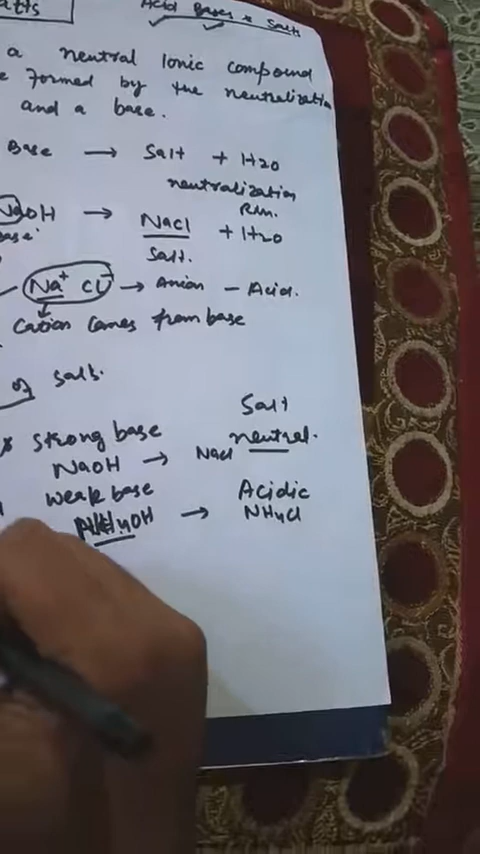 Acid Bases & Salts
a neutral Ionic compound
formed by the neutralization
and a base.
Base → Salt + H2O
neutralization
Rxn.
NaOH → NaCl + H2O
base
Salt.
Na+ Cl- → Anion - Acid.
Cation Comes from base
of Salts.
Salt
Strong base neutral.
NaOH → NaCl
weak base Acidic
NH4OH → NH4Cl